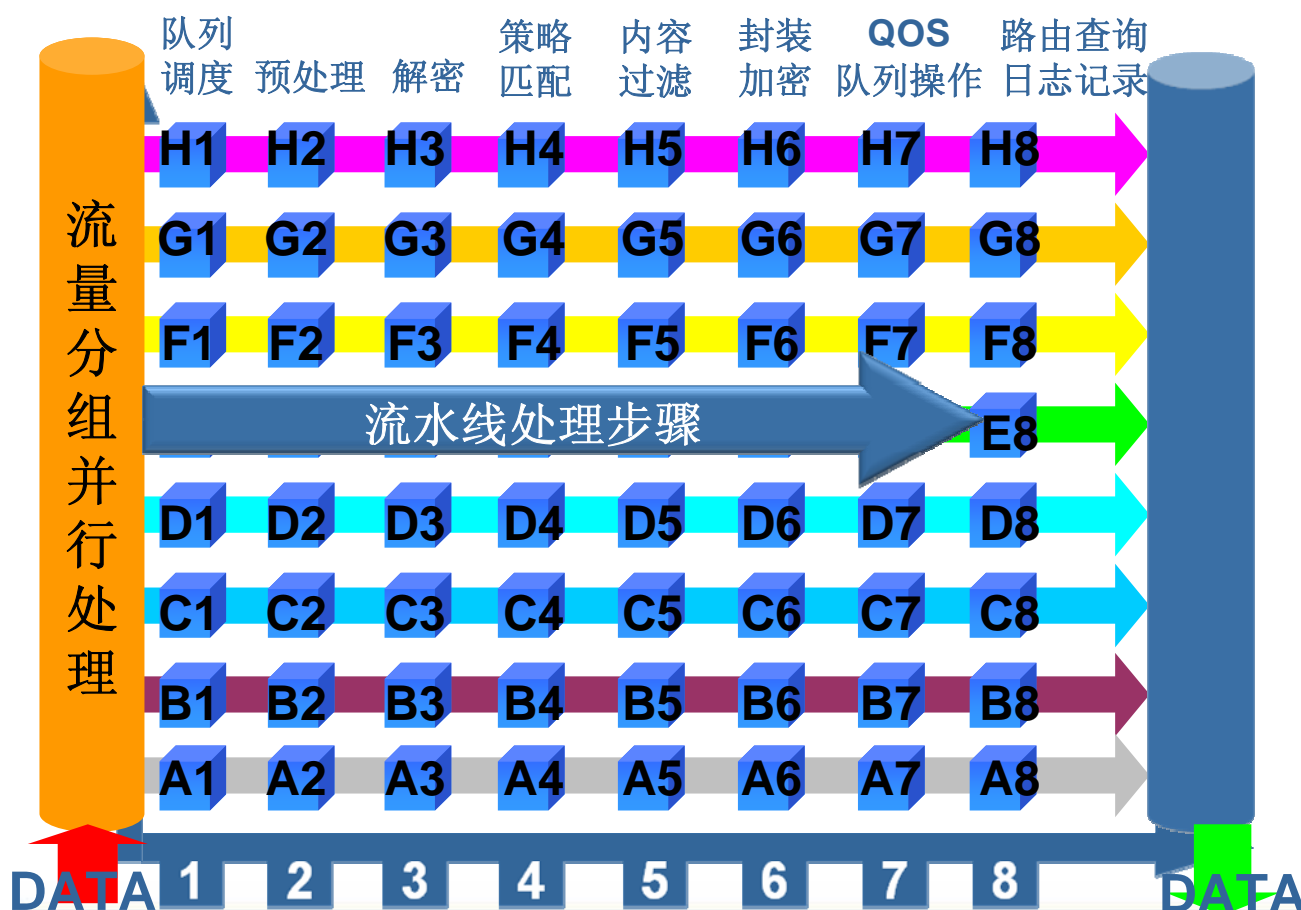 队列
调度
预处理
解密
策略
匹配
内容
过滤
封装
加密
QOS
队列操作
路由查询
日志记录
流量分组并行处理
H1 H2 H3 H4 H5 H6 H7 H8
G1 G2 G3 G4 G5 G6 G7 G8
F1 F2 F3 F4 F5 F6 F7 F8
流水线处理步骤
E8
D1 D2 D3 D4 D5 D6 D7 D8
C1 C2 C3 C4 C5 C6 C7 C8
B1 B2 B3 B4 B5 B6 B7 B8
A1 A2 A3 A4 A5 A6 A7 A8
DATA
1 2 3 4 5 6 7 8
DATA